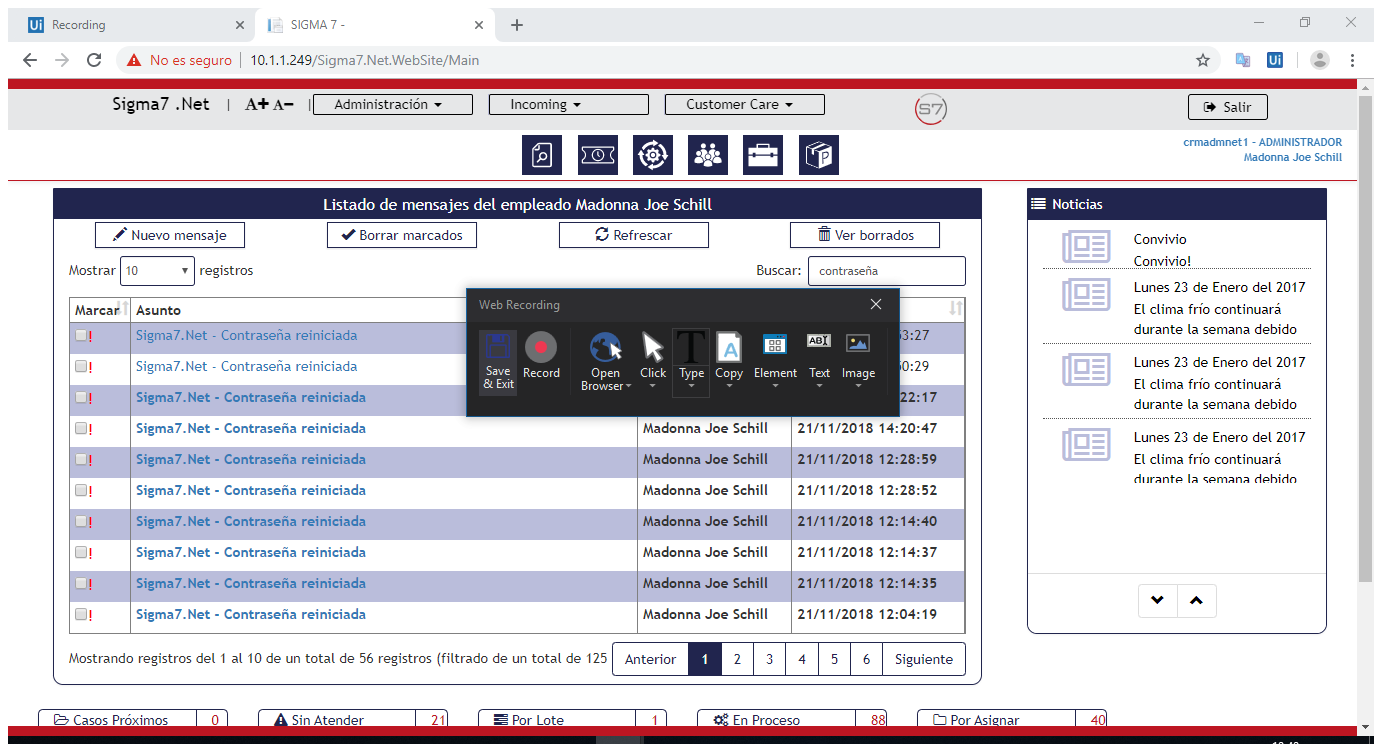 Ui Recording
SIGMA 7 -
No es seguro | 10.1.1.249/Sigma7.Net.WebSite/Main
Ui
Sigma7 .Net | A+ A− | Administración Incoming Customer Care S7 Salir
crmadmnet1 - ADMINISTRADOR
Madonna Joe Schill
P
Listado de mensajes del empleado Madonna Joe Schill
Nuevo mensaje Borrar marcados Refrescar Ver borrados
Mostrar 10 registros Buscar: contraseña
Marcar Asunto
! Sigma7.Net - Contraseña reiniciada 3:27
! Sigma7.Net - Contraseña reiniciada 0:29
! Sigma7.Net - Contraseña reiniciada 22:17
! Sigma7.Net - Contraseña reiniciada Madonna Joe Schill 21/11/2018 14:20:47
! Sigma7.Net - Contraseña reiniciada Madonna Joe Schill 21/11/2018 12:28:59
! Sigma7.Net - Contraseña reiniciada Madonna Joe Schill 21/11/2018 12:28:52
! Sigma7.Net - Contraseña reiniciada Madonna Joe Schill 21/11/2018 12:14:40
! Sigma7.Net - Contraseña reiniciada Madonna Joe Schill 21/11/2018 12:14:37
! Sigma7.Net - Contraseña reiniciada Madonna Joe Schill 21/11/2018 12:14:35
! Sigma7.Net - Contraseña reiniciada Madonna Joe Schill 21/11/2018 12:04:19
Mostrando registros del 1 al 10 de un total de 56 registros (filtrado de un total de 125
Anterior 1 2 3 4 5 6 Siguiente
Web Recording
T A ABI
Save & Exit Record Open Browser Click Type Copy Element Text Image
Noticias
Convivio
Convivio!
Lunes 23 de Enero del 2017
El clima frío continuará
durante la semana debido
Lunes 23 de Enero del 2017
El clima frío continuará
durante la semana debido
Lunes 23 de Enero del 2017
El clima frío continuará
durante la semana debido
Casos Próximos 0 Sin Atender 21 Por Lote 1 En Proceso 88 Por Asignar 40